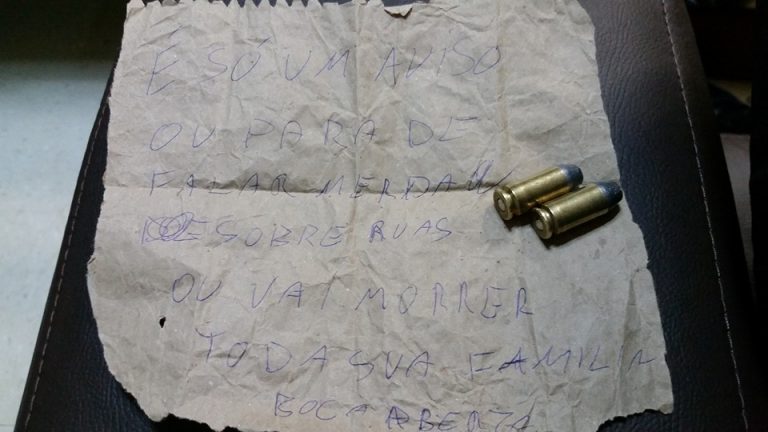 É SÓ UM AVISO
OU PARA DE
FALAR MERDA
SOBRE RUAS
OU VAI MORRER
TODA SUA FAMILIA
BOCA ABERTA